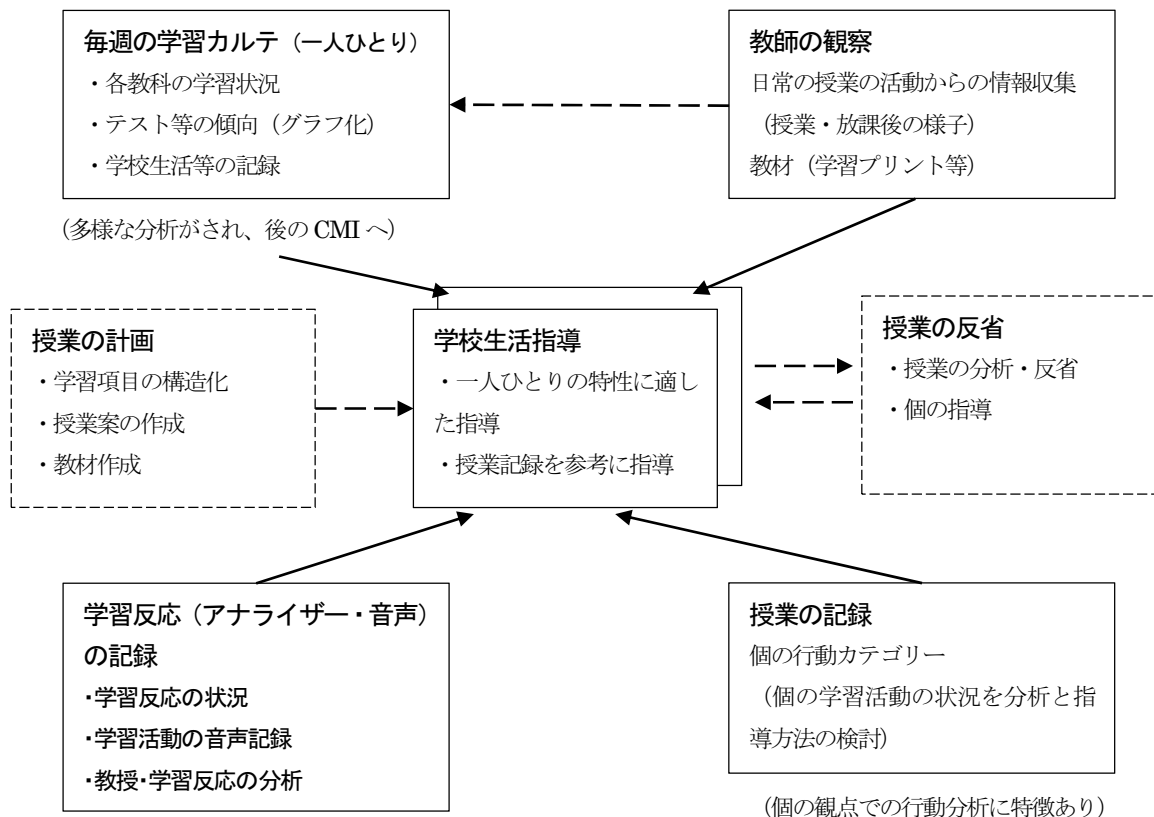 毎週の学習カルテ（一人ひとり）
・各教科の学習状況
・テスト等の傾向（グラフ化）
・学校生活等の記録
（多様な分析がされ、後の CMI へ）
教師の観察
日常の授業の活動からの情報収集
（授業・放課後の様子）
教材（学習プリント等）
授業の計画
・学習項目の構造化
・授業案の作成
・教材作成
学校生活指導
・一人ひとりの特性に適し
た指導
・授業記録を参考に指導
授業の反省
・授業の分析・反省
・個の指導
学習反応（アナライザー・音声）
の記録
・学習反応の状況
・学習活動の音声記録
・教授・学習反応の分析
授業の記録
個の行動カテゴリー
（個の学習活動の状況を分析と指
導方法の検討）
（個の観点での行動分析に特徴あり）